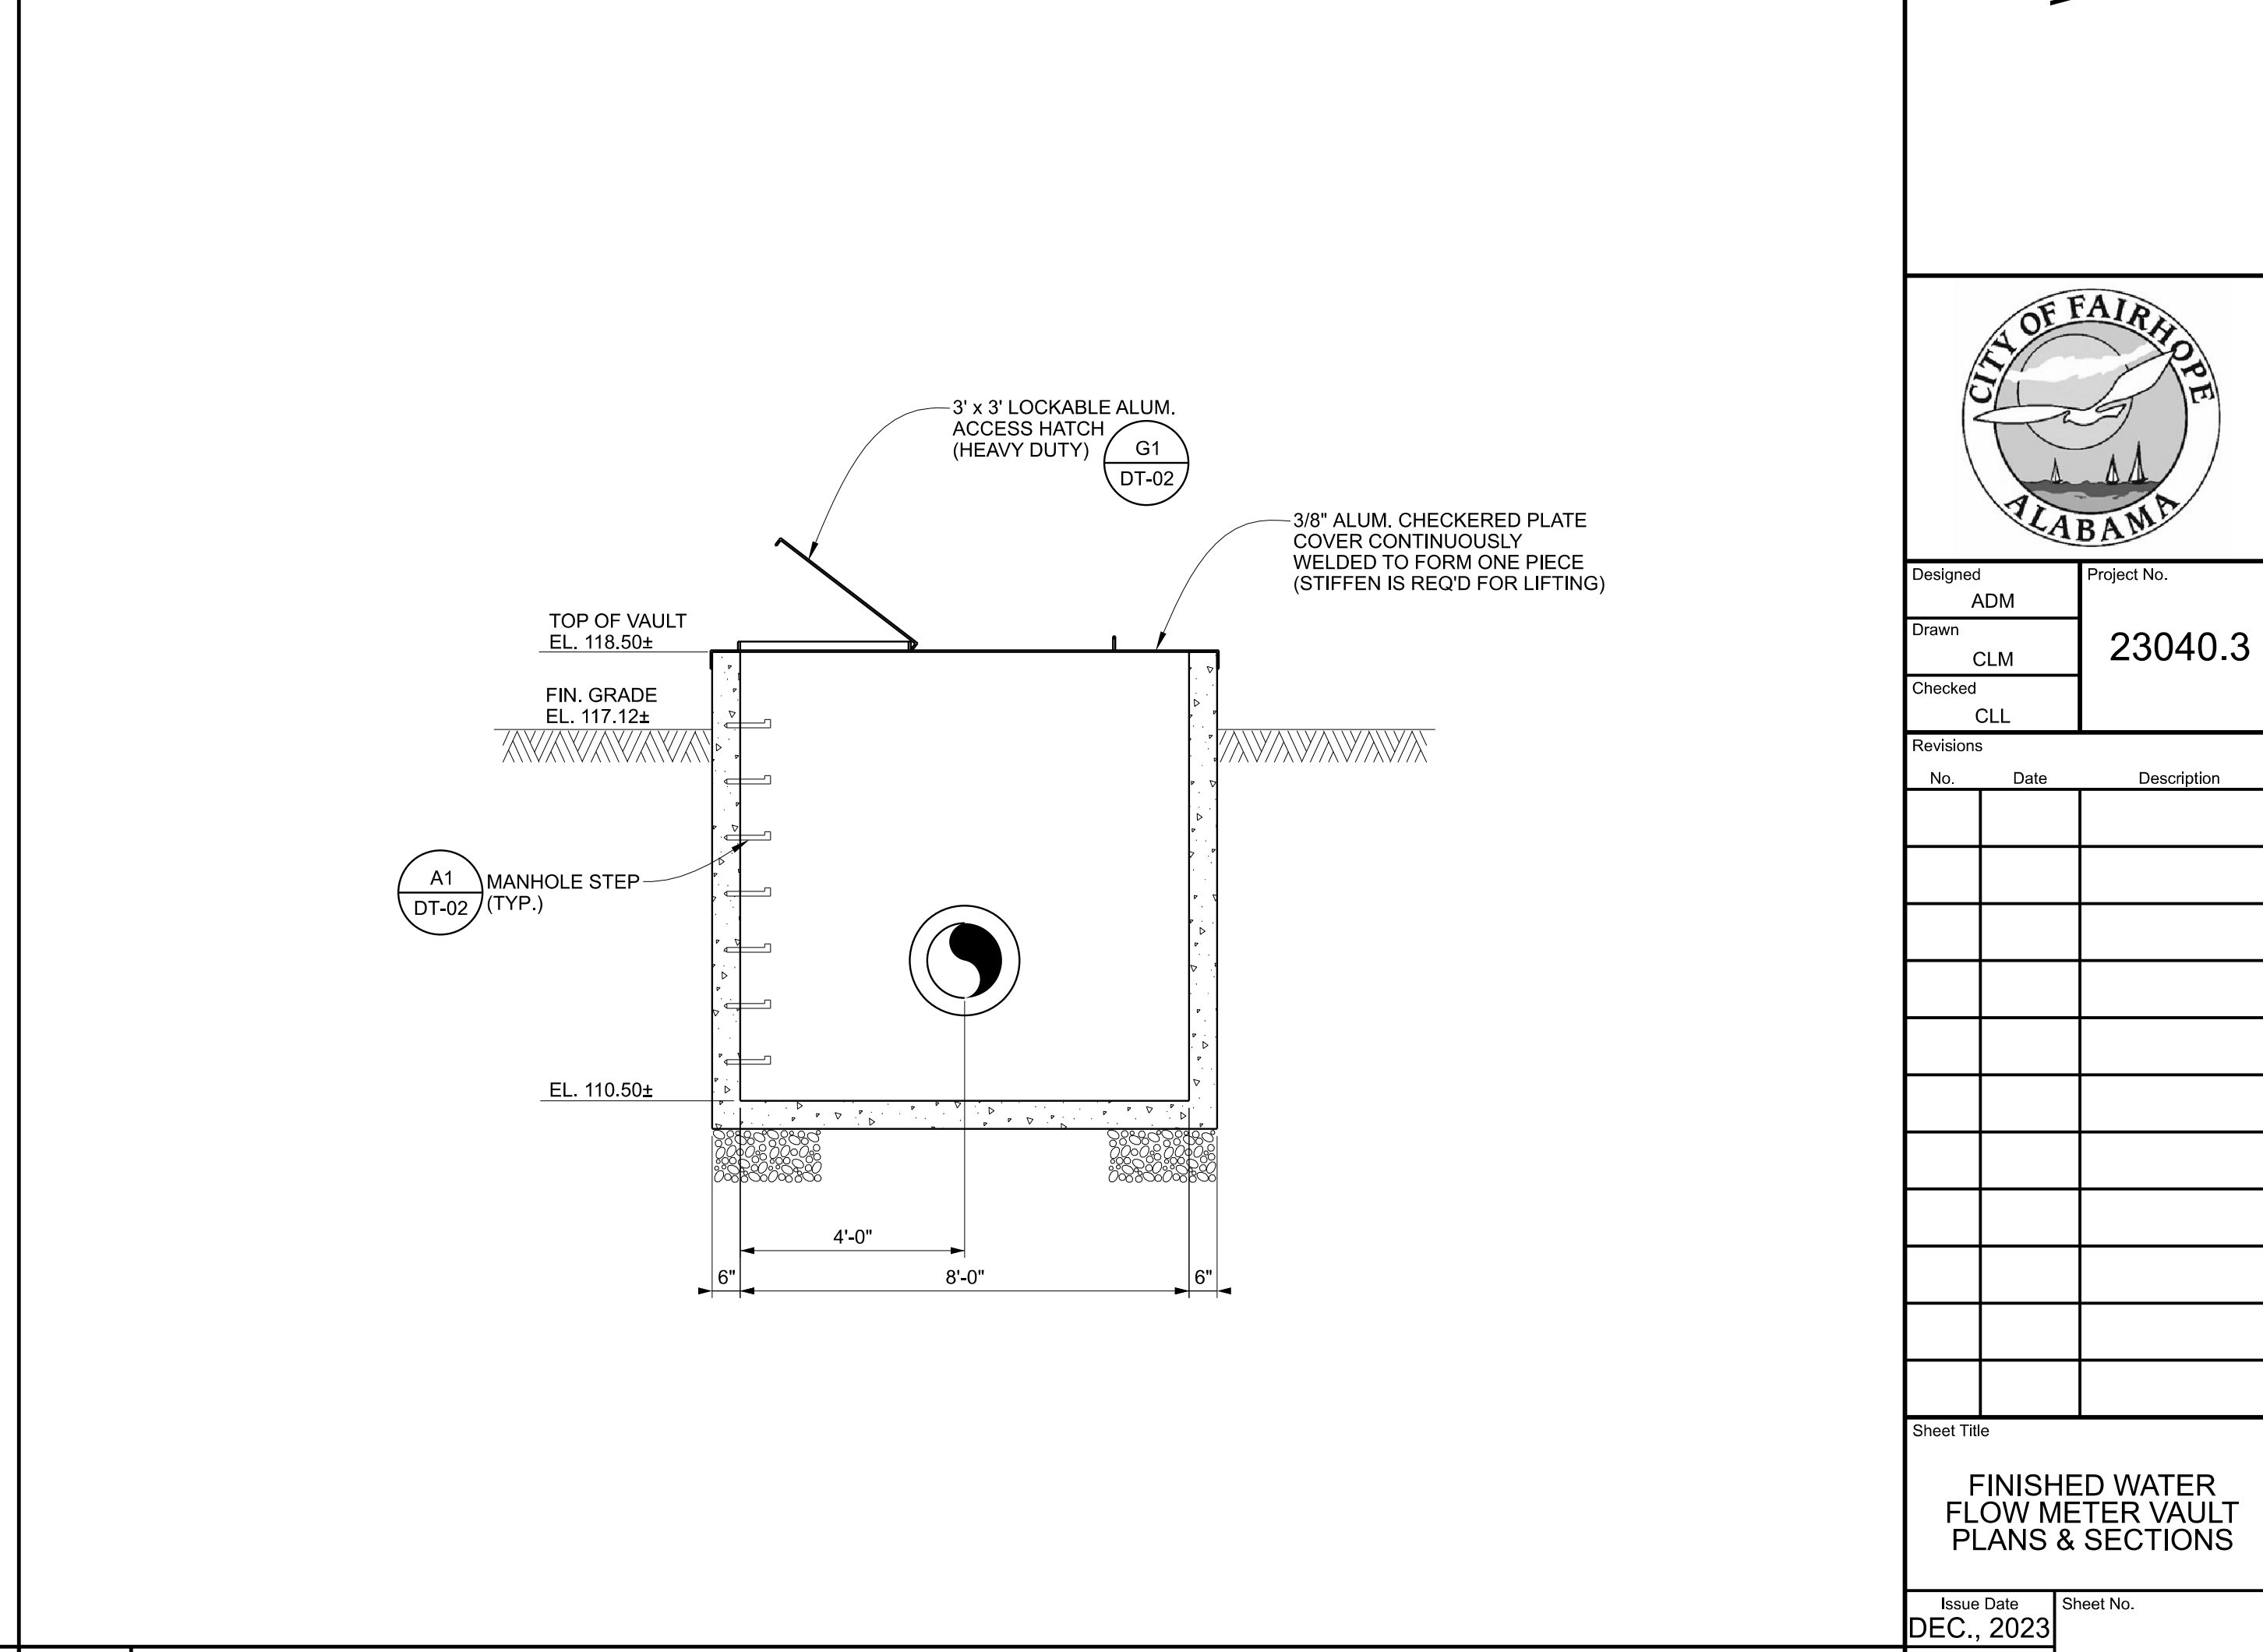 3' x 3' LOCKABLE ALUM.
ACCESS HATCH
(HEAVY DUTY)
G1
DT-02
3/8" ALUM. CHECKERED PLATE
COVER CONTINUOUSLY
WELDED TO FORM ONE PIECE
(STIFFEN IS REQ'D FOR LIFTING)
TOP OF VAULT
EL. 118.50±
FIN. GRADE
EL. 117.12±
A1
DT-02
MANHOLE STEP
(TYP.)
EL. 110.50±
4'-0"
6"
8'-0"
6"
CITY OF FAIRHOPE
ALABAMA
Designed
ADM
Project No.
23040.3
Drawn
CLM
Checked
CLL
Revisions
No. Date Description
Sheet Title
FINISHED WATER
FLOW METER VAULT
PLANS & SECTIONS
Issue Date
DEC., 2023
Sheet No.